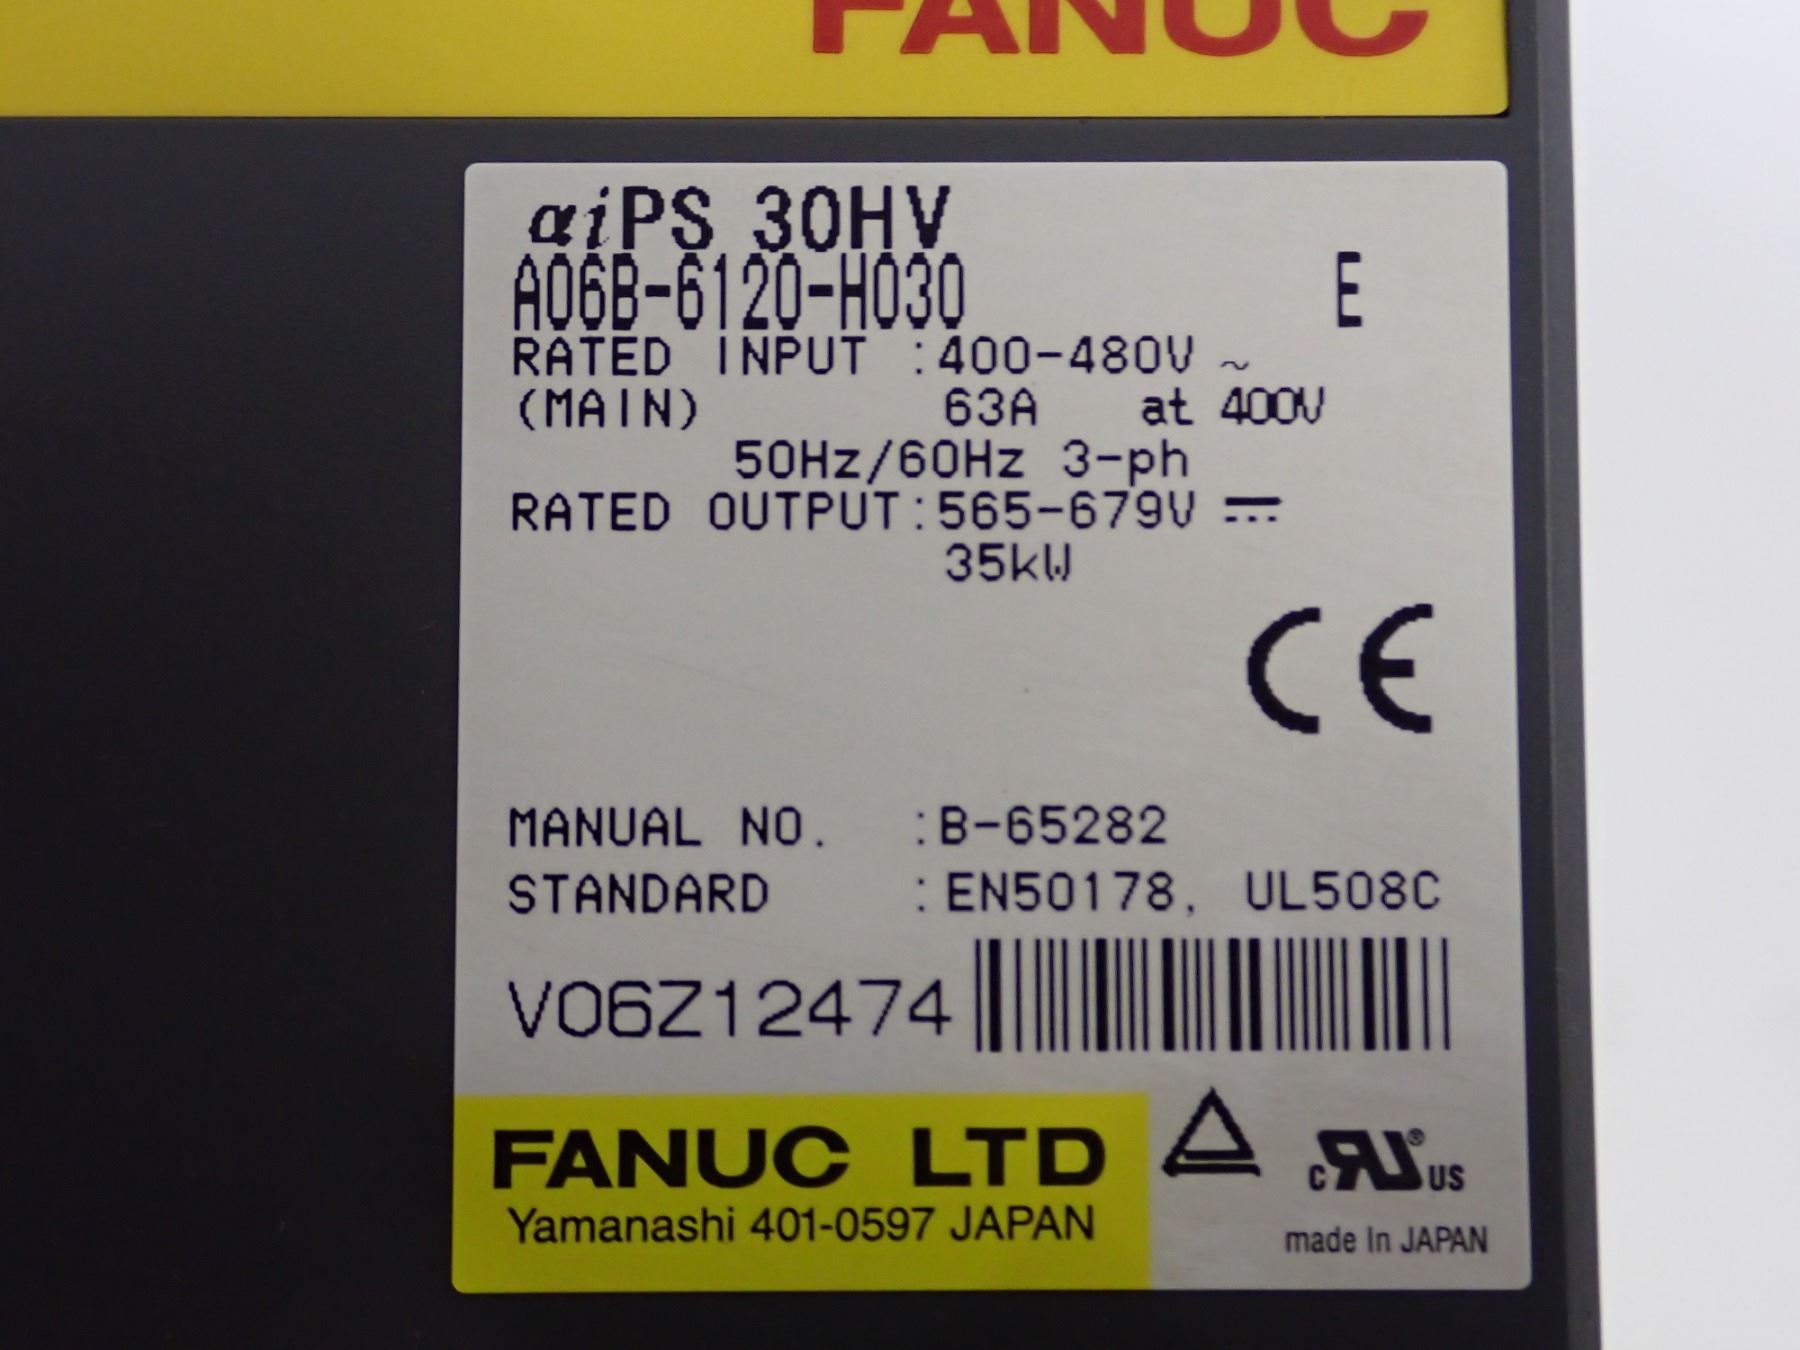 FANUC
αiPS 30HV
A06B-6120-H030 E
RATED INPUT :400-480V ~
(MAIN) 63A at 400V
50Hz/60Hz 3-ph
RATED OUTPUT:565-679V ⎓
35kW
CE
MANUAL NO. :B-65282
STANDARD :EN50178, UL508C
V06Z12474
FANUC LTD
Yamanashi 401-0597 JAPAN
c RU ® US
made In JAPAN